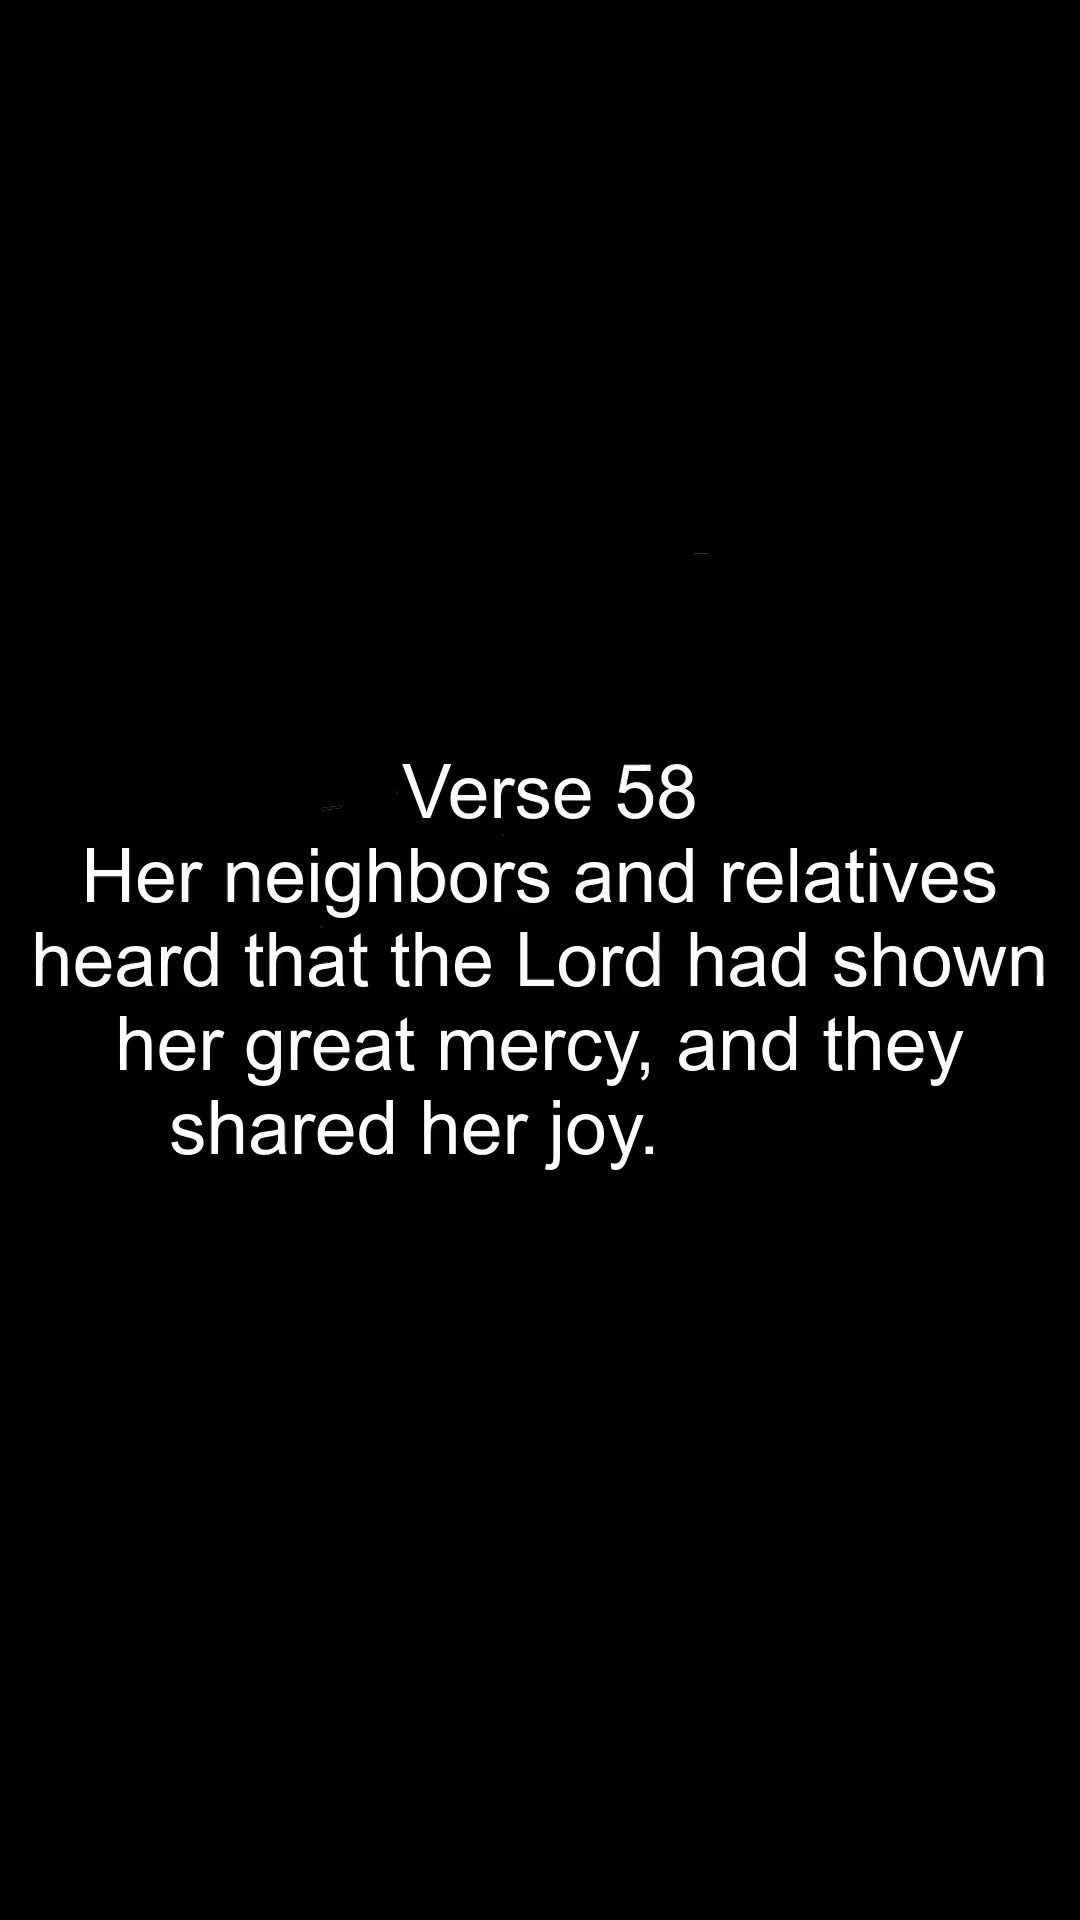 Verse 58
Her neighbors and relatives
heard that the Lord had shown
her great mercy, and they
shared her joy.